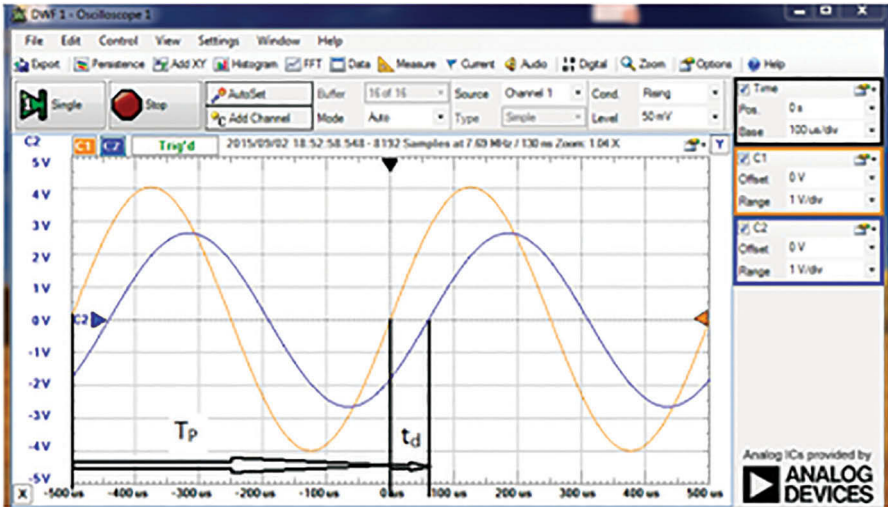 DWF 1 - Oscilloscope 1
File Edit Control View Settings Window Help
Export Persistence Add XY Histogram FFT Data Measure Current Audio Digital Zoom Options Help
Single Stop AutoSet Buffer 16 of 16 Source Channel 1 Cond. Rising
Add Channel Mode Auto Type Simple Level 50 mV
Time
Pos. 0 s
Base 100 us/div
C1
Offset 0 V
Range 1 V/div
C2
Offset 0 V
Range 1 V/div
C2 C1 C2 Trig'd 2015/09/02 18:52:58.548 - 8192 Samples at 7.69 MHz / 130 ns Zoom: 1.04 X Y
5 V
4 V
3 V
2 V
1 V
0 V C2
-1 V
-2 V
-3 V
-4 V
-5 V
TP td
X -500 us -400 us -300 us -200 us -100 us 0 us 100 us 200 us 300 us 400 us 500 us
Analog ICs provided by
ANALOG
DEVICES